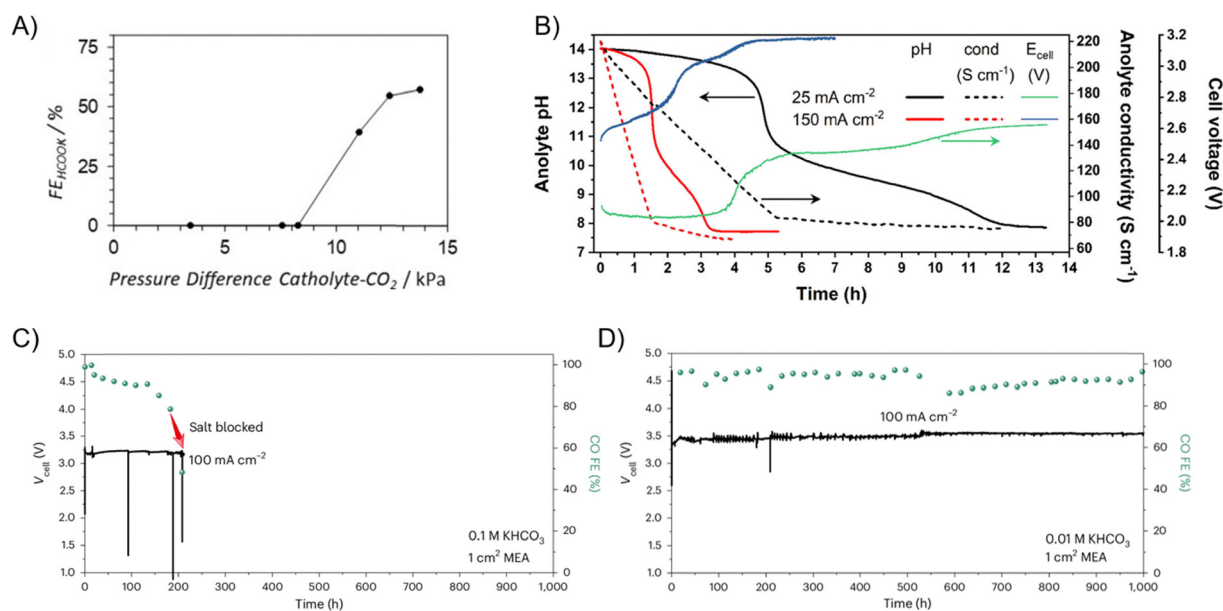 A)
FE_HCOOK / %
75
50
25
0
0
5
10
15
Pressure Difference Catholyte-CO₂ / kPa
B)
Anolyte pH
14
13
12
11
10
9
8
7
pH cond E_cell
(S cm⁻¹) (V)
25 mA cm⁻²
150 mA cm⁻²
0 1 2 3 4 5 6 7 8 9 10 11 12 13 14
Time (h)
220
200
180
160
140
120
100
80
60
Anolyte conductivity (S cm⁻¹)
3.2
3.0
2.8
2.6
2.4
2.2
2.0
1.8
Cell voltage (V)
C)
V_cell (V)
5.0
4.5
4.0
3.5
3.0
2.5
2.0
1.5
1.0
Salt blocked
100 mA cm⁻²
0.1 M KHCO₃
1 cm² MEA
100
80
60
40
20
0
CO FE (%)
0 100 200 300 400 500 600 700 800 900 1,000
Time (h)
D)
V_cell (V)
5.0
4.5
4.0
3.5
3.0
2.5
2.0
1.5
1.0
100 mA cm⁻²
0.01 M KHCO₃
1 cm² MEA
100
80
60
40
20
0
CO FE (%)
0 100 200 300 400 500 600 700 800 900 1,000
Time (h)